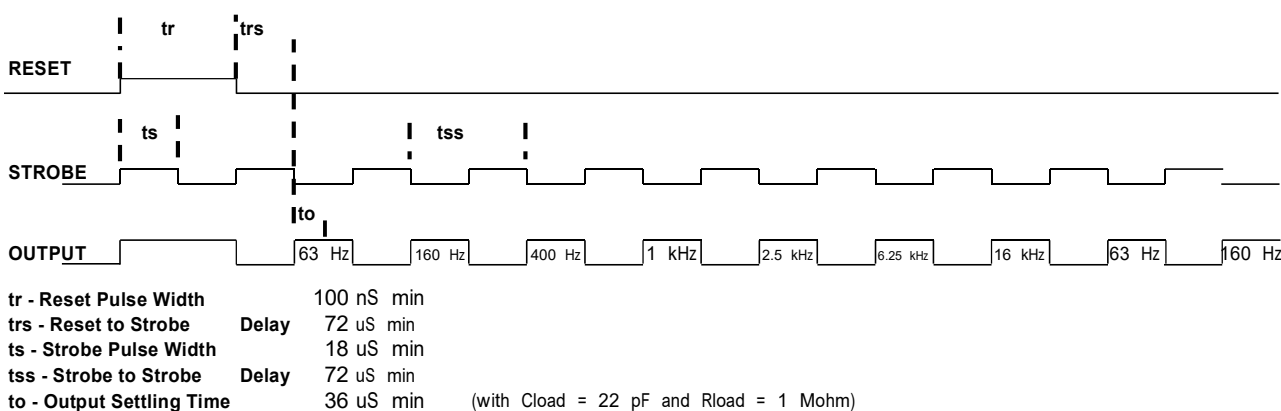 tr trs
RESET
ts tss
STROBE
to
OUTPUT 63 Hz 160 Hz 400 Hz 1 kHz 2.5 kHz 6.25 kHz 16 kHz 63 Hz 160 Hz
tr - Reset Pulse Width 100 nS min
trs - Reset to Strobe Delay 72 uS min
ts - Strobe Pulse Width 18 uS min
tss - Strobe to Strobe Delay 72 uS min
to - Output Settling Time 36 uS min (with Cload = 22 pF and Rload = 1 Mohm)